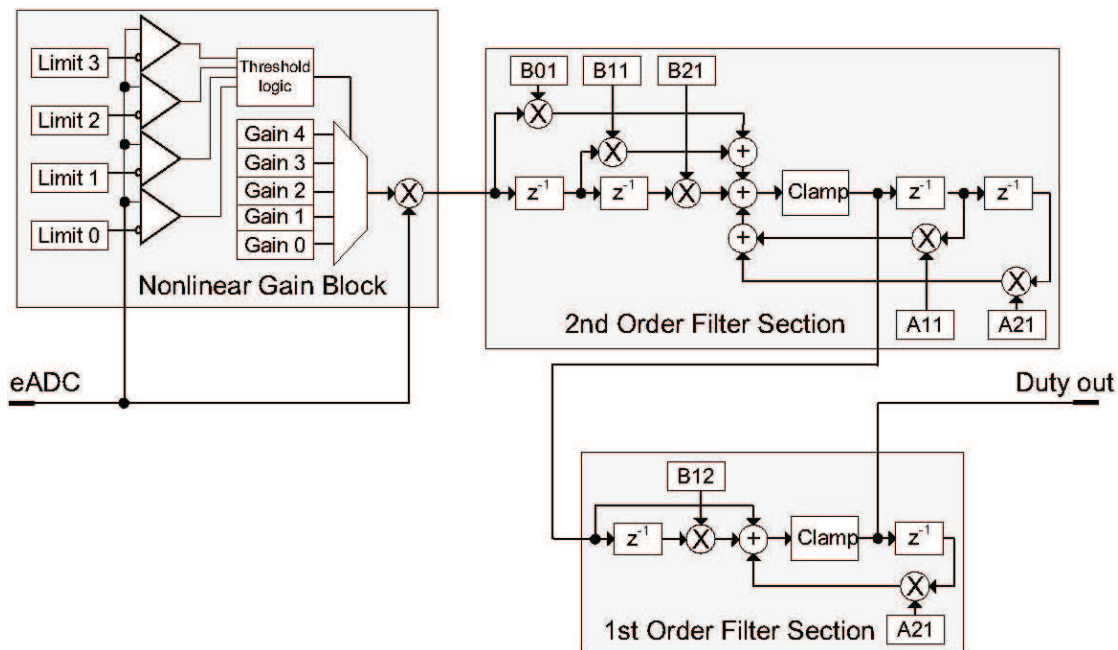 Limit 3
Limit 2
Limit 1
Limit 0
Threshold
logic
Gain 4
Gain 3
Gain 2
Gain 1
Gain 0
X
Nonlinear Gain Block
eADC
B01
B11
B21
X
X
X
+
z⁻¹
z⁻¹
+
Clamp
z⁻¹
z⁻¹
+
X
X
A11
A21
2nd Order Filter Section
Duty out
B12
z⁻¹
X
+
Clamp
z⁻¹
X
A21
1st Order Filter Section